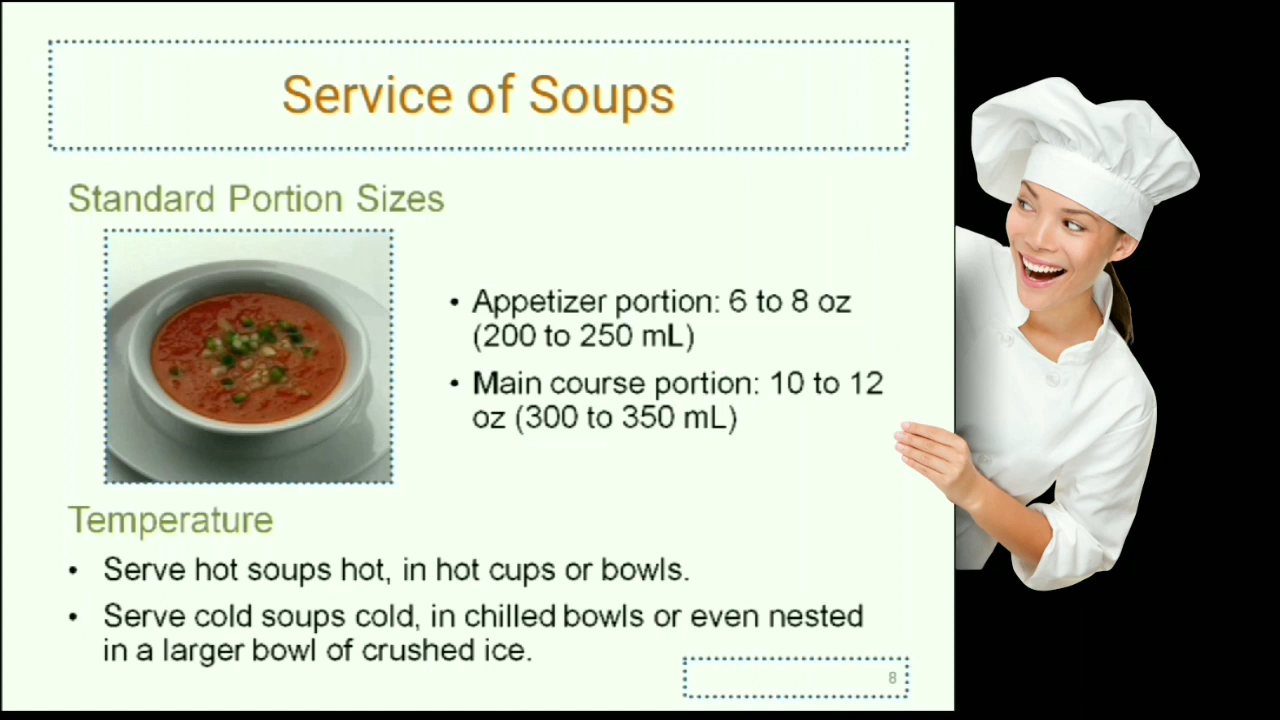 Service of Soups
Standard Portion Sizes
• Appetizer portion: 6 to 8 oz
(200 to 250 mL)
• Main course portion: 10 to 12
oz (300 to 350 mL)
Temperature
• Serve hot soups hot, in hot cups or bowls.
• Serve cold soups cold, in chilled bowls or even nested
in a larger bowl of crushed ice.
8